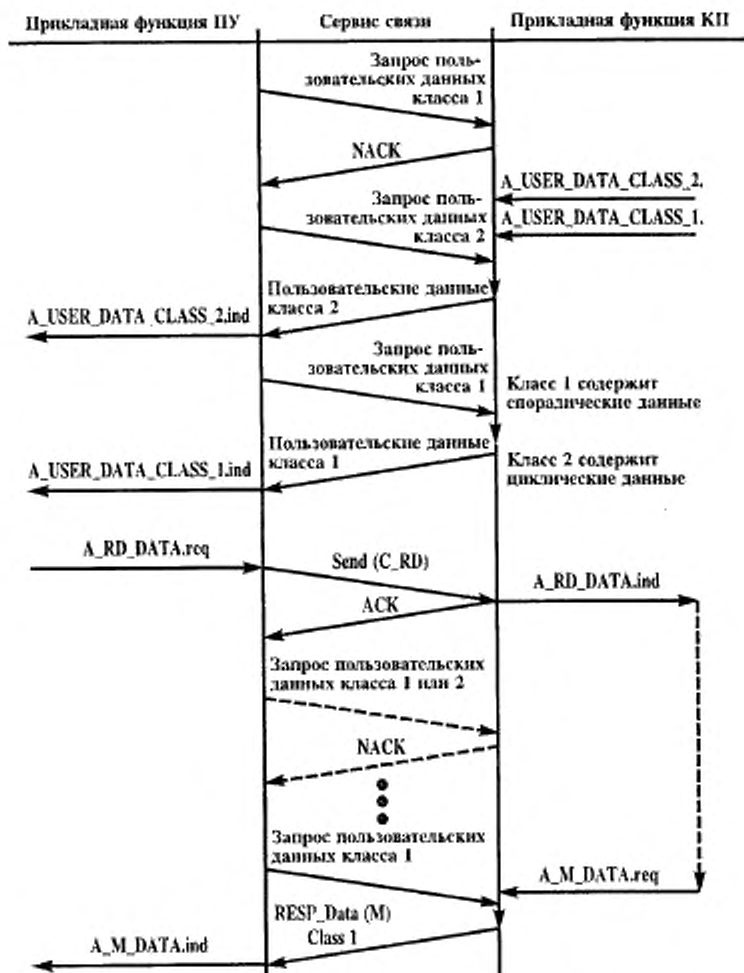 Прикладная функция ПУ
Сервис связи
Прикладная функция КП
Запрос поль-
зовательских данных
класса 1
NACK
A_USER_DATA_CLASS_2.
Запрос поль-
зовательских данных
класса 2
A_USER_DATA_CLASS_1.
Пользовательские данные
класса 2
A_USER_DATA_CLASS_2.ind
Запрос поль-
зовательских данных
класса 1
Класс 1 содержит
спорадические данные
Пользовательские данные
класса 1
A_USER_DATA_CLASS_1.ind
Класс 2 содержит
циклические данные
A_RD_DATA.req
Send (C_RD)
A_RD_DATA.ind
ACK
Запрос пользовательских
данных класса 1 или 2
NACK
Запрос пользовательских
данных класса 1
A_M_DATA.req
RESP_Data (M)
Class 1
A_M_DATA.ind